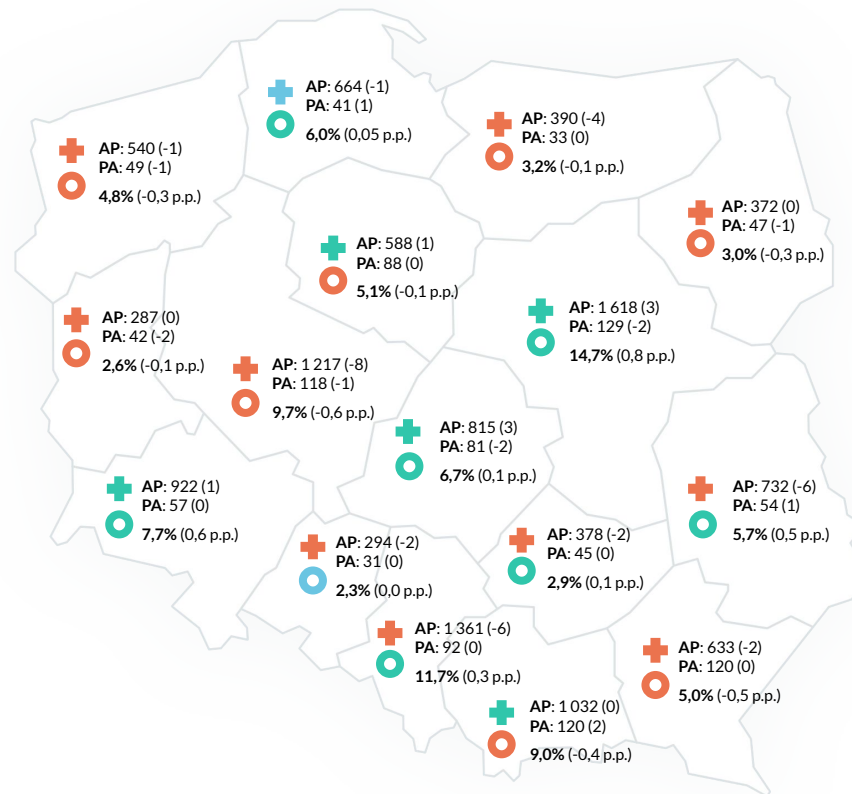 AP: 664 (-1)
PA: 41 (1)
6,0% (0,05 p.p.)
AP: 390 (-4)
PA: 33 (0)
3,2% (-0,1 p.p.)
AP: 540 (-1)
PA: 49 (-1)
4,8% (-0,3 p.p.)
AP: 372 (0)
PA: 47 (-1)
3,0% (-0,3 p.p.)
AP: 588 (1)
PA: 88 (0)
5,1% (-0,1 p.p.)
AP: 1 618 (3)
PA: 129 (-2)
14,7% (0,8 p.p.)
AP: 287 (0)
PA: 42 (-2)
2,6% (-0,1 p.p.)
AP: 1 217 (-8)
PA: 118 (-1)
9,7% (-0,6 p.p.)
AP: 815 (3)
PA: 81 (-2)
6,7% (0,1 p.p.)
AP: 922 (1)
PA: 57 (0)
7,7% (0,6 p.p.)
AP: 732 (-6)
PA: 54 (1)
5,7% (0,5 p.p.)
AP: 294 (-2)
PA: 31 (0)
2,3% (0,0 p.p.)
AP: 378 (-2)
PA: 45 (0)
2,9% (0,1 p.p.)
AP: 1 361 (-6)
PA: 92 (0)
11,7% (0,3 p.p.)
AP: 633 (-2)
PA: 120 (0)
5,0% (-0,5 p.p.)
AP: 1 032 (0)
PA: 120 (2)
9,0% (-0,4 p.p.)